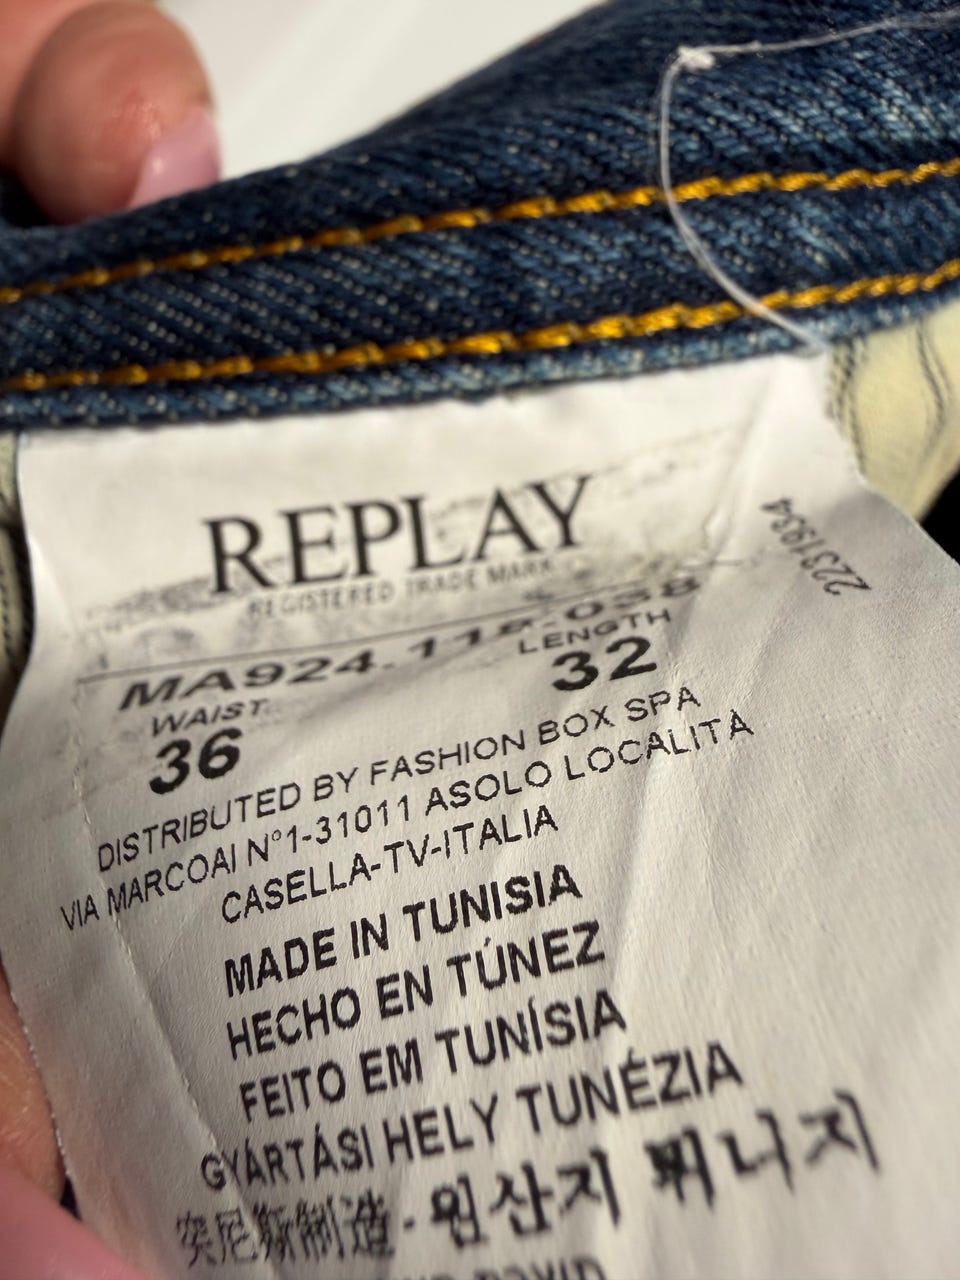 REPLAY
REGISTERED TRADE MARK
2231934
MA924.118-038
WAIST LENGTH
36 32
DISTRIBUTED BY FASHION BOX SPA
VIA MARCOAI N°1-31011 ASOLO LOCALITÀ
CASELLA-TV-ITALIA
MADE IN TUNISIA
HECHO EN TÚNEZ
FEITO EM TUNÍSIA
GYÁRTÁSI HELY TUNÉZIA
突尼斯制造 - 원산지 튀니지